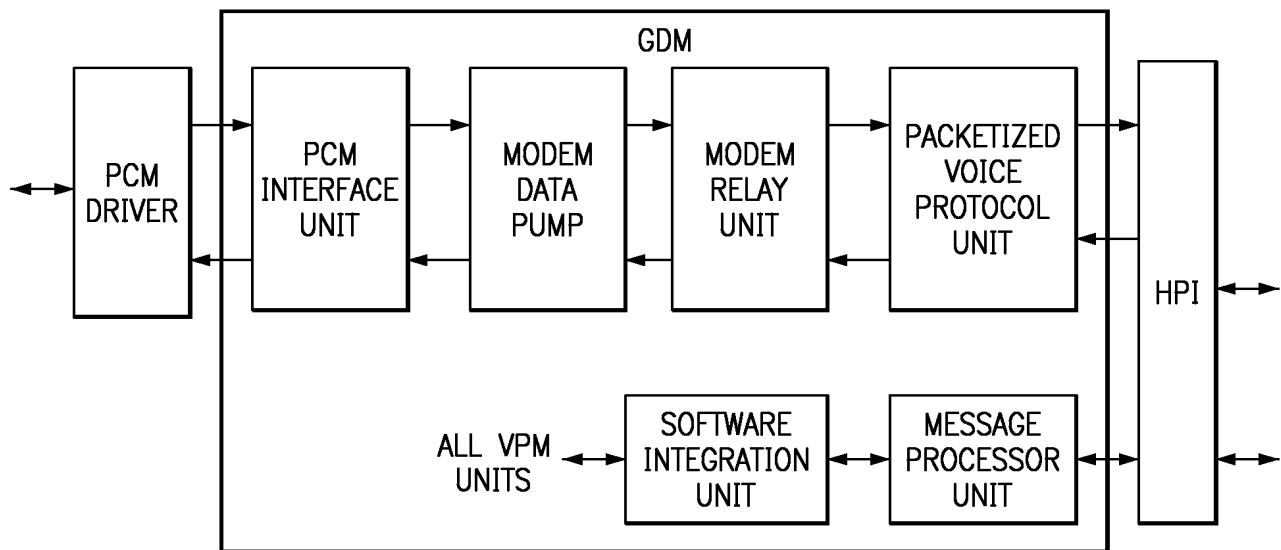 GDM
PCM
DRIVER
PCM
INTERFACE
UNIT
MODEM
DATA
PUMP
MODEM
RELAY
UNIT
PACKETIZED
VOICE
PROTOCOL
UNIT
HPI
ALL VPM
UNITS
SOFTWARE
INTEGRATION
UNIT
MESSAGE
PROCESSOR
UNIT